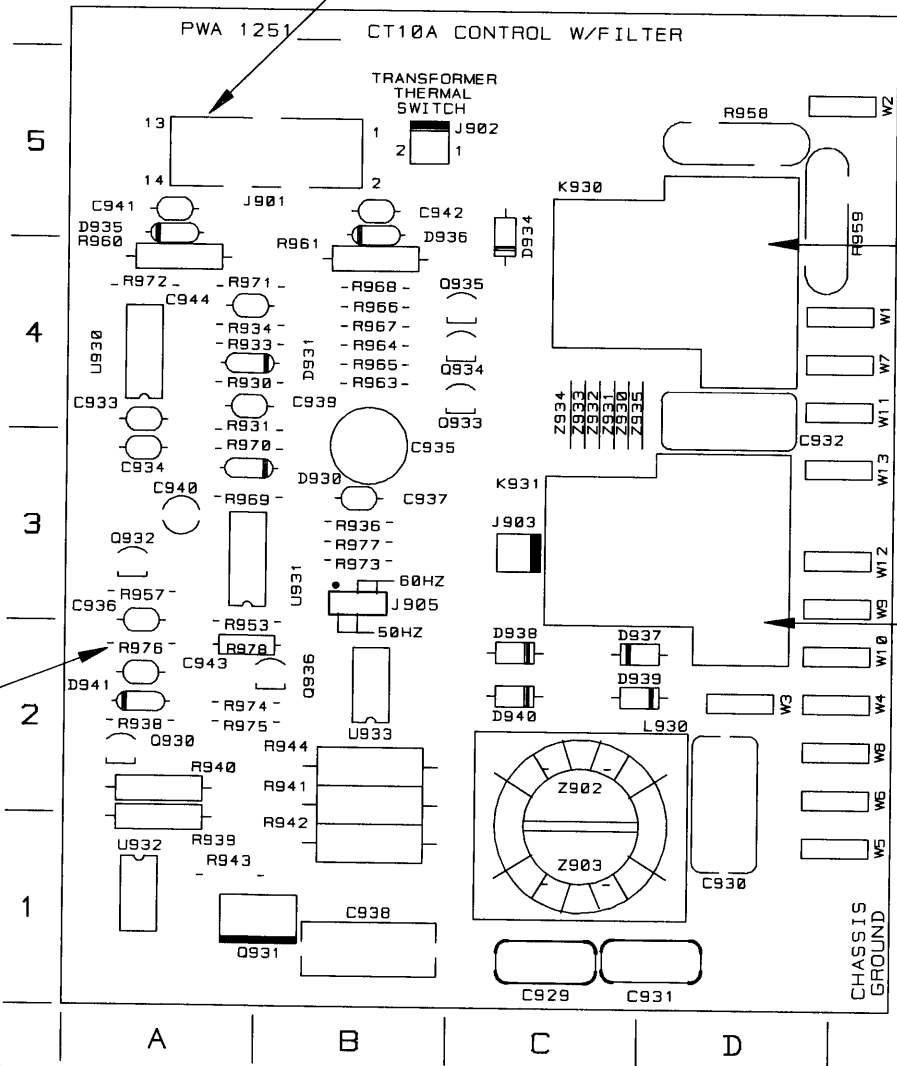 PWA 1251___ CT10A CONTROL W/FILTER
TRANSFORMER
THERMAL
SWITCH
J902
2 1
5
13
1
14
2
J901
R958
W2
R959
K930
C941
C942
D935
D936
D934
R960
R961
R972
C944
R971
R968
Q935
R966
4
U930
R934
R967
R933
R964
D931
R965
Q934
R930
R963
C933
C939
Q933
R931
C935
C934
R970
Z934
Z933
Z932
Z931
Z930
Z935
C932
W1
W7
W11
W13
D930
C940
R969
C937
K931
3
Q932
R936
J903
R977
R973
U931
60HZ
J905
50HZ
R957
C936
W12
W9
R953
R976
R978
C943
Q936
D938
D937
W10
D941
2
R974
R975
D940
D939
W3
W4
R938
Q930
U933
L930
R944
W8
R940
R941
Z902
W6
R942
R939
U932
R943
Z903
W5
C930
1
C938
Q931
C929
C931
CHASSIS
GROUND
A B C D